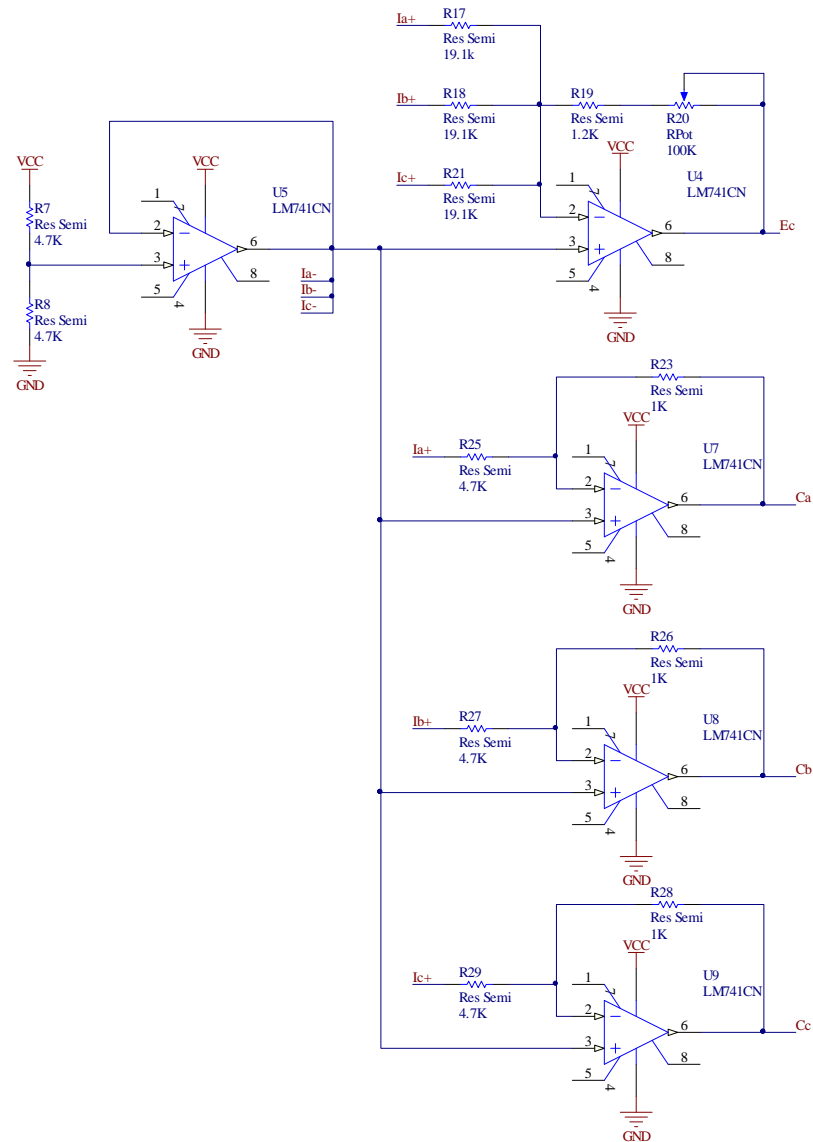 Ia+
R17
Res Semi
19.1k
Ib+
R18
Res Semi
19.1K
R19
Res Semi
1.2K
R20
RPot
100K
Ic+
R21
Res Semi
19.1K
VCC
U4
LM741CN
1
7
2
3
5
4
6
8
Ec
GND
VCC
R7
Res Semi
4.7K
R8
Res Semi
4.7K
GND
VCC
U5
LM741CN
1
7
2
3
5
4
6
8
GND
Ia-
Ib-
Ic-
R23
Res Semi
1K
VCC
U7
LM741CN
Ia+
R25
Res Semi
4.7K
1
7
2
3
5
4
6
8
Ca
GND
R26
Res Semi
1K
VCC
U8
LM741CN
Ib+
R27
Res Semi
4.7K
1
7
2
3
5
4
6
8
Cb
GND
R28
Res Semi
1K
VCC
U9
LM741CN
Ic+
R29
Res Semi
4.7K
1
7
2
3
5
4
6
8
Cc
GND